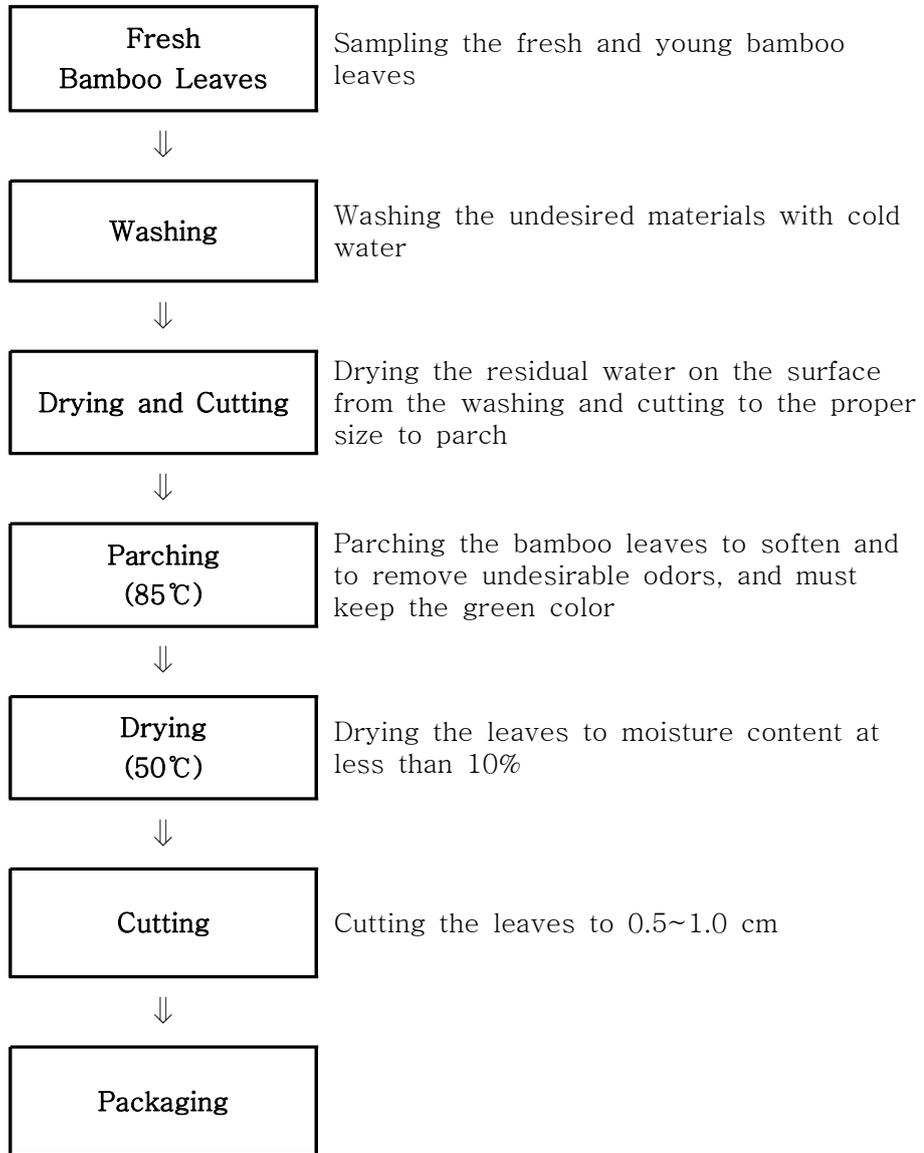 Fresh
Bamboo Leaves
Sampling the fresh and young bamboo
leaves
⇓
Washing
Washing the undesired materials with cold
water
⇓
Drying and Cutting
Drying the residual water on the surface
from the washing and cutting to the proper
size to parch
⇓
Parching
(85℃)
Parching the bamboo leaves to soften and
to remove undesirable odors, and must
keep the green color
⇓
Drying
(50℃)
Drying the leaves to moisture content at
less than 10%
⇓
Cutting
Cutting the leaves to 0.5~1.0 cm
⇓
Packaging